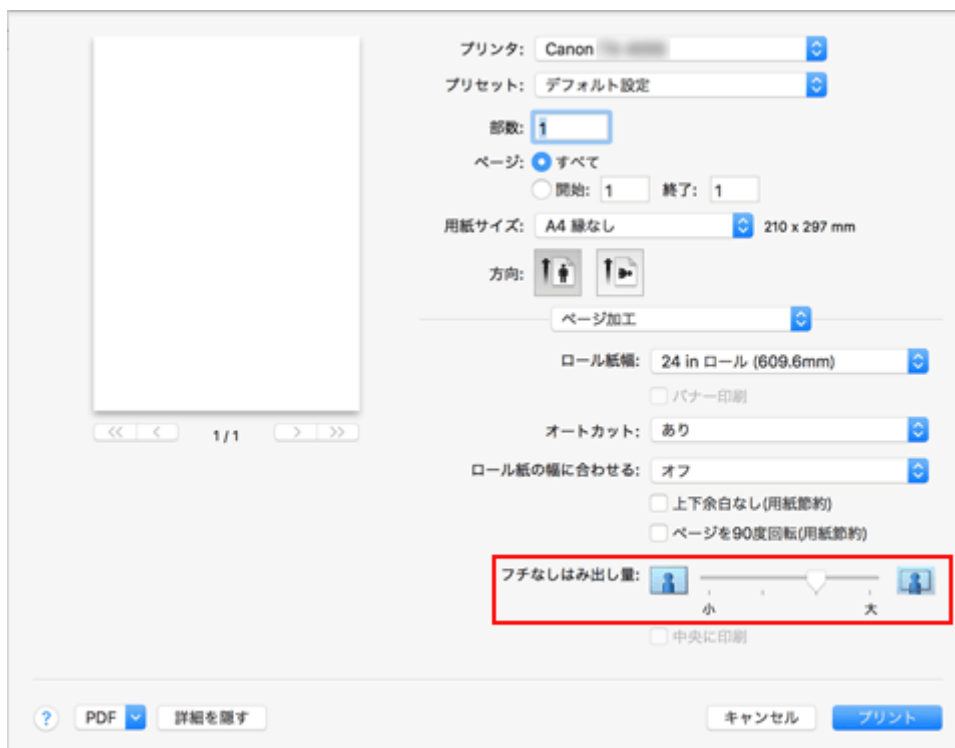 プリンタ: Canon
プリセット: デフォルト設定
部数: 1
ページ: すべて
開始: 1 終了: 1
用紙サイズ: A4 縁なし 210 x 297 mm
方向:
ページ加工
ロール紙幅: 24 in ロール (609.6mm)
バナー印刷
1 / 1
オートカット: あり
ロール紙の幅に合わせる: オフ
上下余白なし(用紙節約)
ページを90度回転(用紙節約)
フチなしはみ出し量:
小 大
中央に印刷
? PDF 詳細を隠す キャンセル プリント